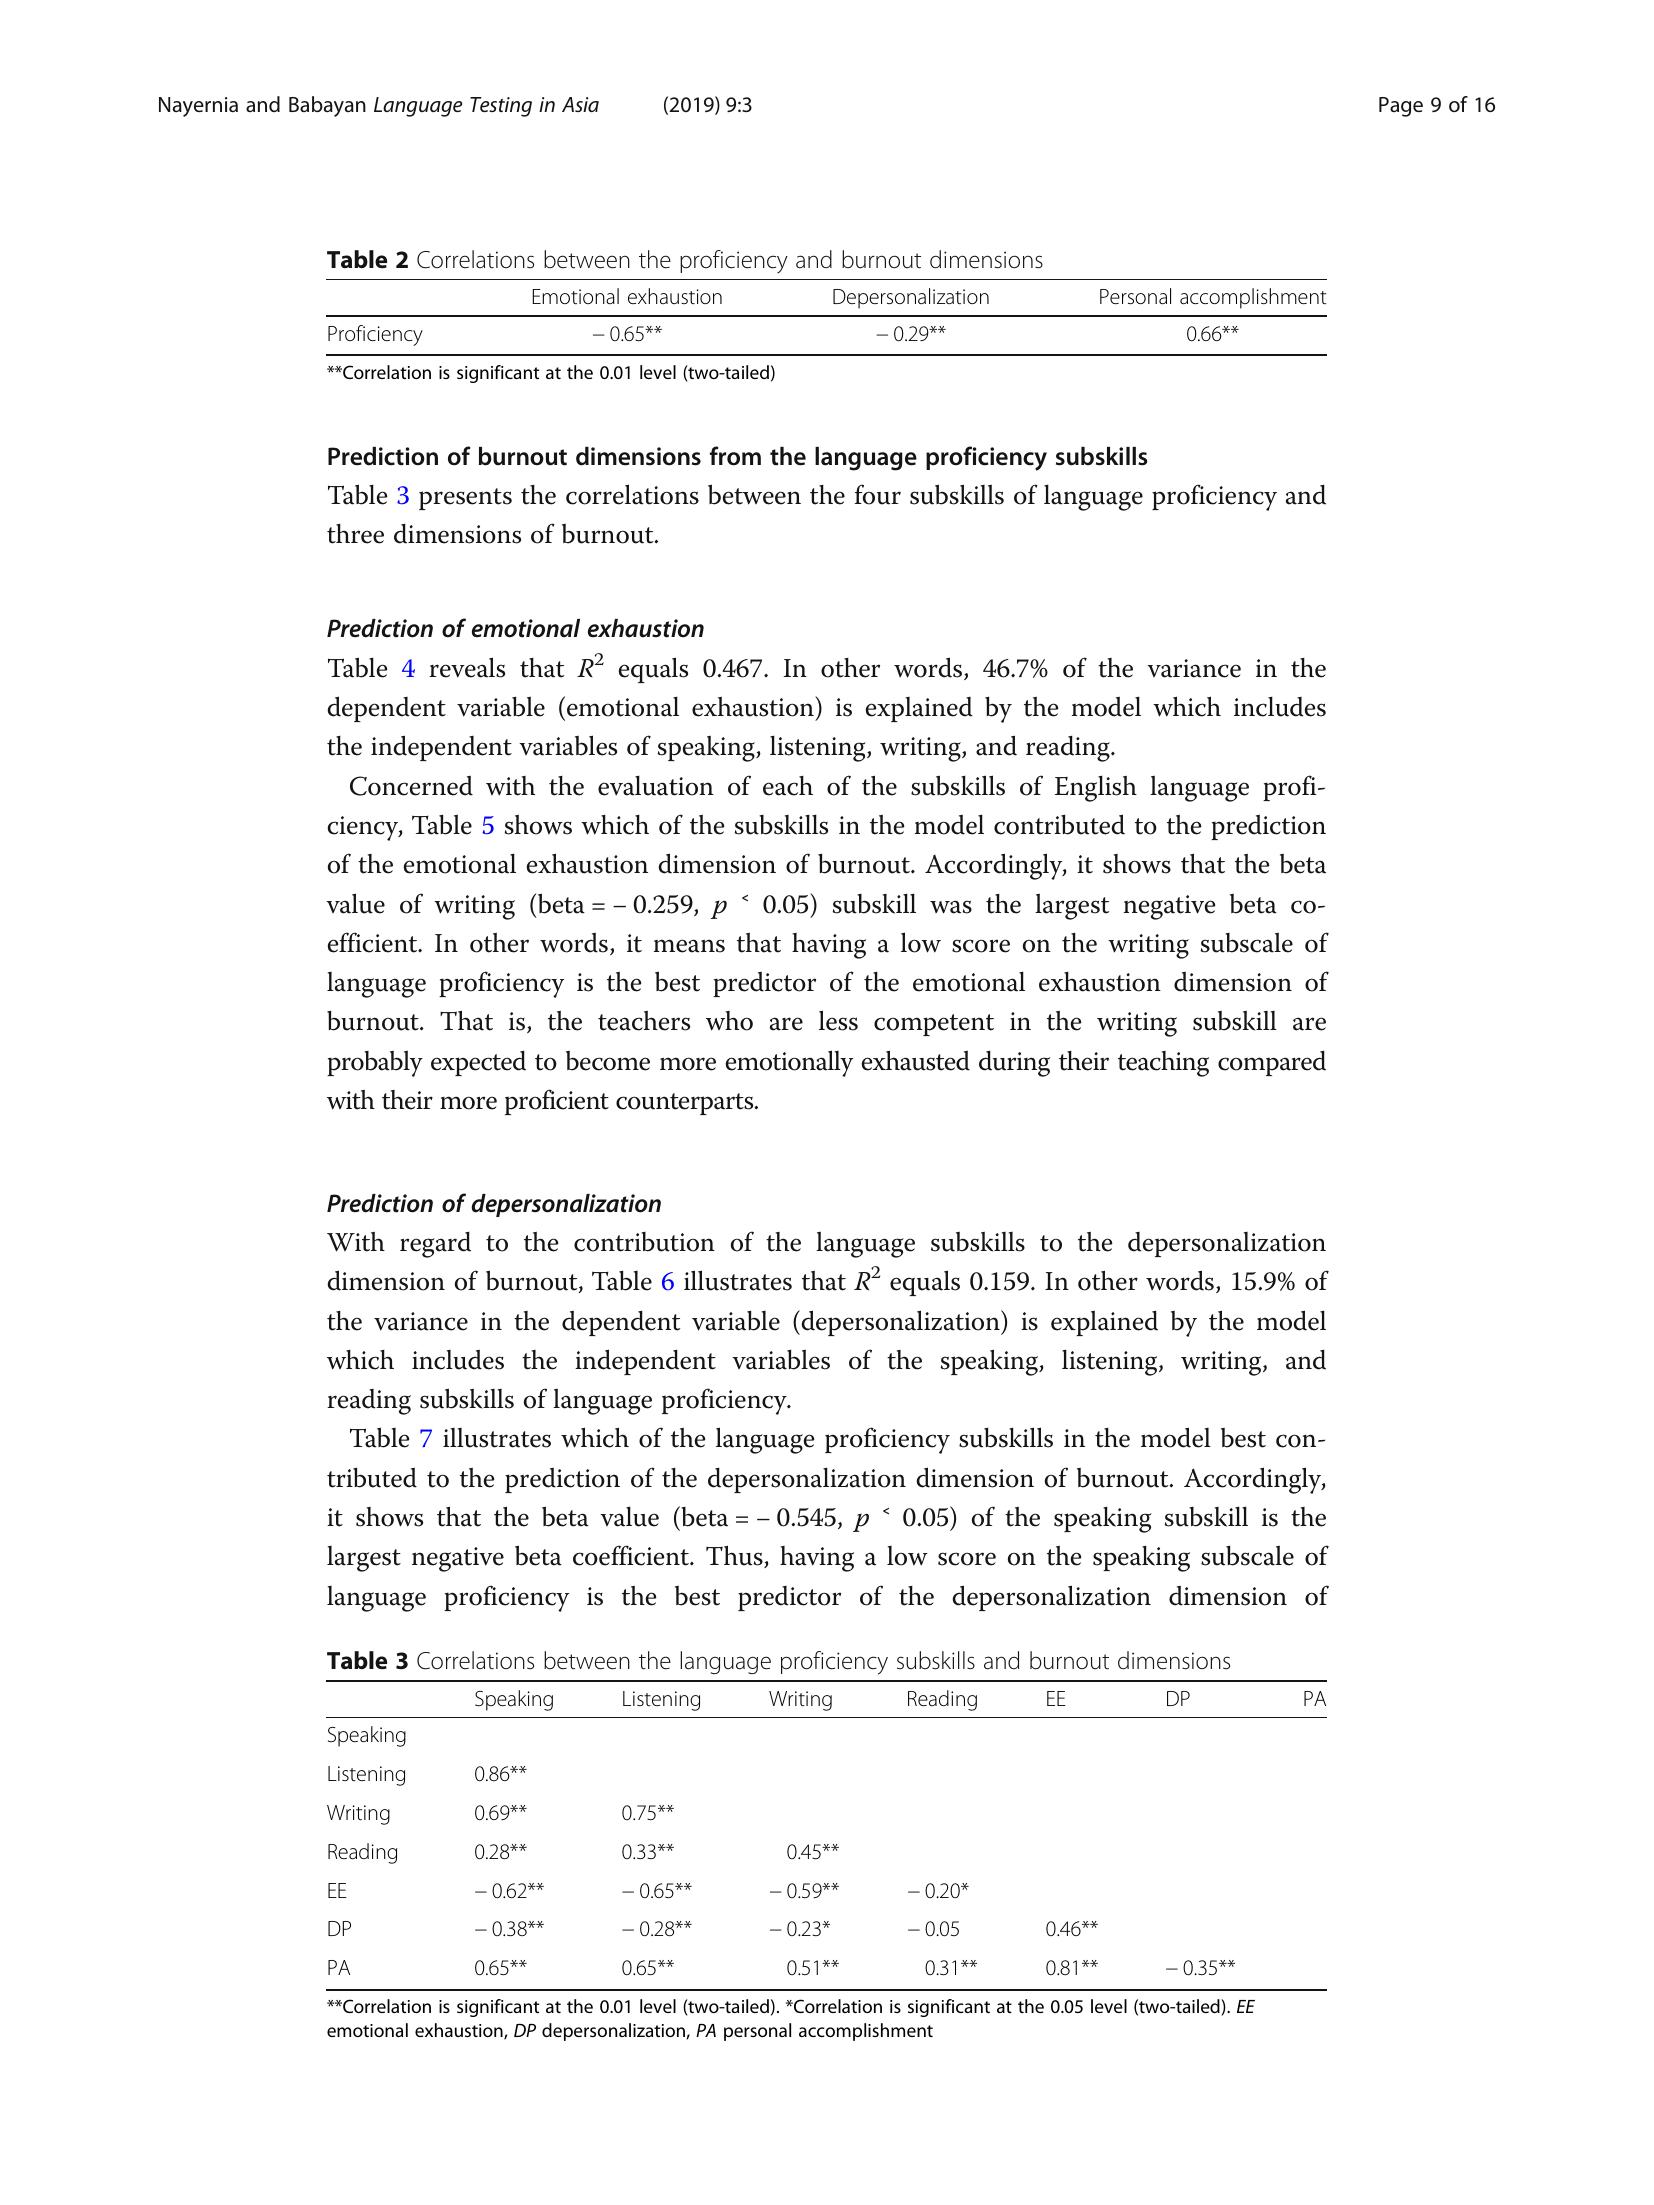 Nayernia and Babayan Language Testing in Asia (2019) 9:3 Page 9 of 16
Table 2 Correlations between the proficiency and burnout dimensions
Emotional exhaustion Depersonalization Personal accomplishment
Proficiency − 0.65** − 0.29** 0.66**
**Correlation is significant at the 0.01 level (two-tailed)
Prediction of burnout dimensions from the language proficiency subskills
Table 3 presents the correlations between the four subskills of language proficiency and
three dimensions of burnout.
Prediction of emotional exhaustion
Table 4 reveals that R² equals 0.467. In other words, 46.7% of the variance in the
dependent variable (emotional exhaustion) is explained by the model which includes
the independent variables of speaking, listening, writing, and reading.
Concerned with the evaluation of each of the subskills of English language profi-
ciency, Table 5 shows which of the subskills in the model contributed to the prediction
of the emotional exhaustion dimension of burnout. Accordingly, it shows that the beta
value of writing (beta = − 0.259, p ˂ 0.05) subskill was the largest negative beta co-
efficient. In other words, it means that having a low score on the writing subscale of
language proficiency is the best predictor of the emotional exhaustion dimension of
burnout. That is, the teachers who are less competent in the writing subskill are
probably expected to become more emotionally exhausted during their teaching compared
with their more proficient counterparts.
Prediction of depersonalization
With regard to the contribution of the language subskills to the depersonalization
dimension of burnout, Table 6 illustrates that R² equals 0.159. In other words, 15.9% of
the variance in the dependent variable (depersonalization) is explained by the model
which includes the independent variables of the speaking, listening, writing, and
reading subskills of language proficiency.
Table 7 illustrates which of the language proficiency subskills in the model best con-
tributed to the prediction of the depersonalization dimension of burnout. Accordingly,
it shows that the beta value (beta = − 0.545, p ˂ 0.05) of the speaking subskill is the
largest negative beta coefficient. Thus, having a low score on the speaking subscale of
language proficiency is the best predictor of the depersonalization dimension of
Table 3 Correlations between the language proficiency subskills and burnout dimensions
Speaking Listening Writing Reading EE DP PA
Speaking
Listening 0.86**
Writing 0.69** 0.75**
Reading 0.28** 0.33** 0.45**
EE − 0.62** − 0.65** − 0.59** − 0.20*
DP − 0.38** − 0.28** − 0.23* − 0.05 0.46**
PA 0.65** 0.65** 0.51** 0.31** 0.81** − 0.35**
**Correlation is significant at the 0.01 level (two-tailed). *Correlation is significant at the 0.05 level (two-tailed). EE
emotional exhaustion, DP depersonalization, PA personal accomplishment